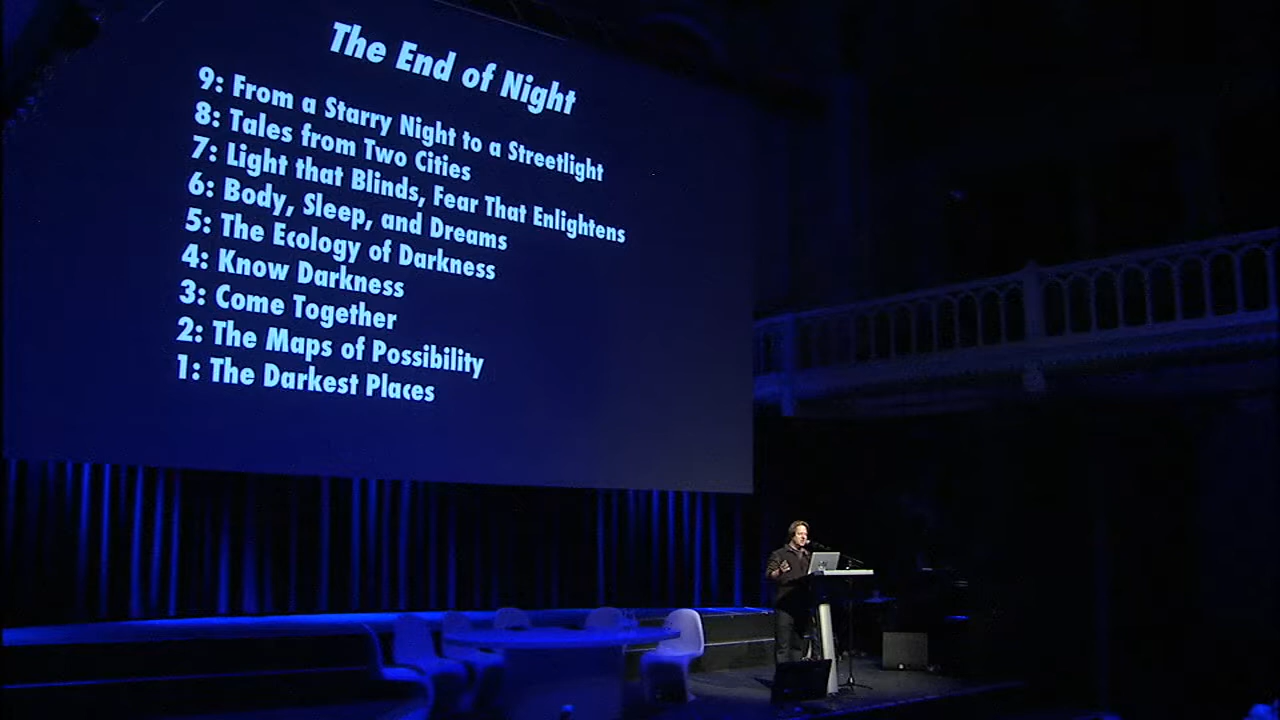 The End of Night
9: From a Starry Night to a Streetlight
8: Tales from Two Cities
7: Light that Blinds, Fear That Enlightens
6: Body, Sleep, and Dreams
5: The Ecology of Darkness
4: Know Darkness
3: Come Together
2: The Maps of Possibility
1: The Darkest Places